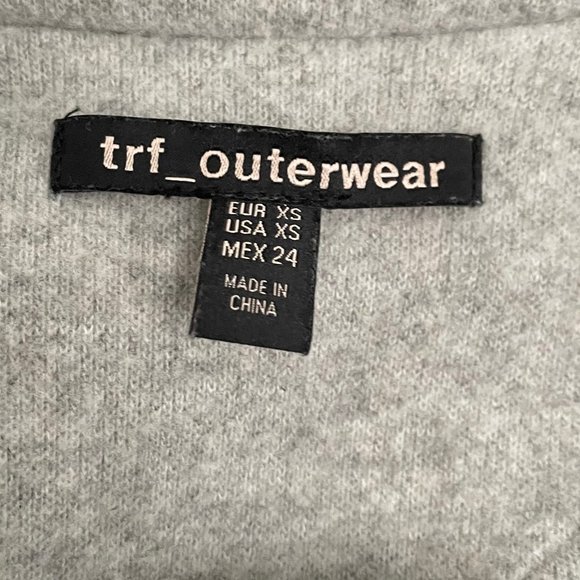 trf_outerwear
EUR XS
USA XS
MEX 24
MADE IN
CHINA